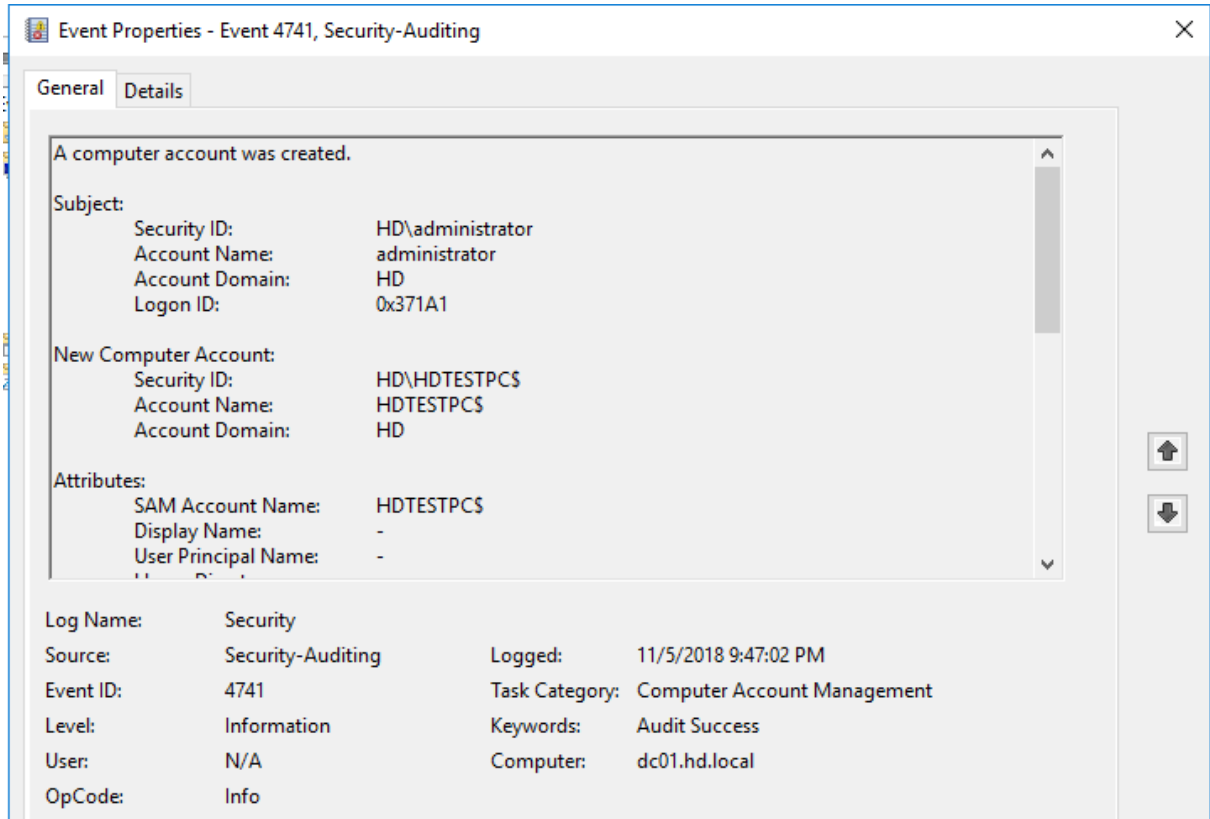 Event Properties - Event 4741, Security-Auditing
General Details
A computer account was created.
Subject:
Security ID: HD\administrator
Account Name: administrator
Account Domain: HD
Logon ID: 0x371A1
New Computer Account:
Security ID: HD\HDTESTPC$
Account Name: HDTESTPC$
Account Domain: HD
Attributes:
SAM Account Name: HDTESTPC$
Display Name: -
User Principal Name: -
Log Name: Security
Source: Security-Auditing Logged: 11/5/2018 9:47:02 PM
Event ID: 4741 Task Category: Computer Account Management
Level: Information Keywords: Audit Success
User: N/A Computer: dc01.hd.local
OpCode: Info